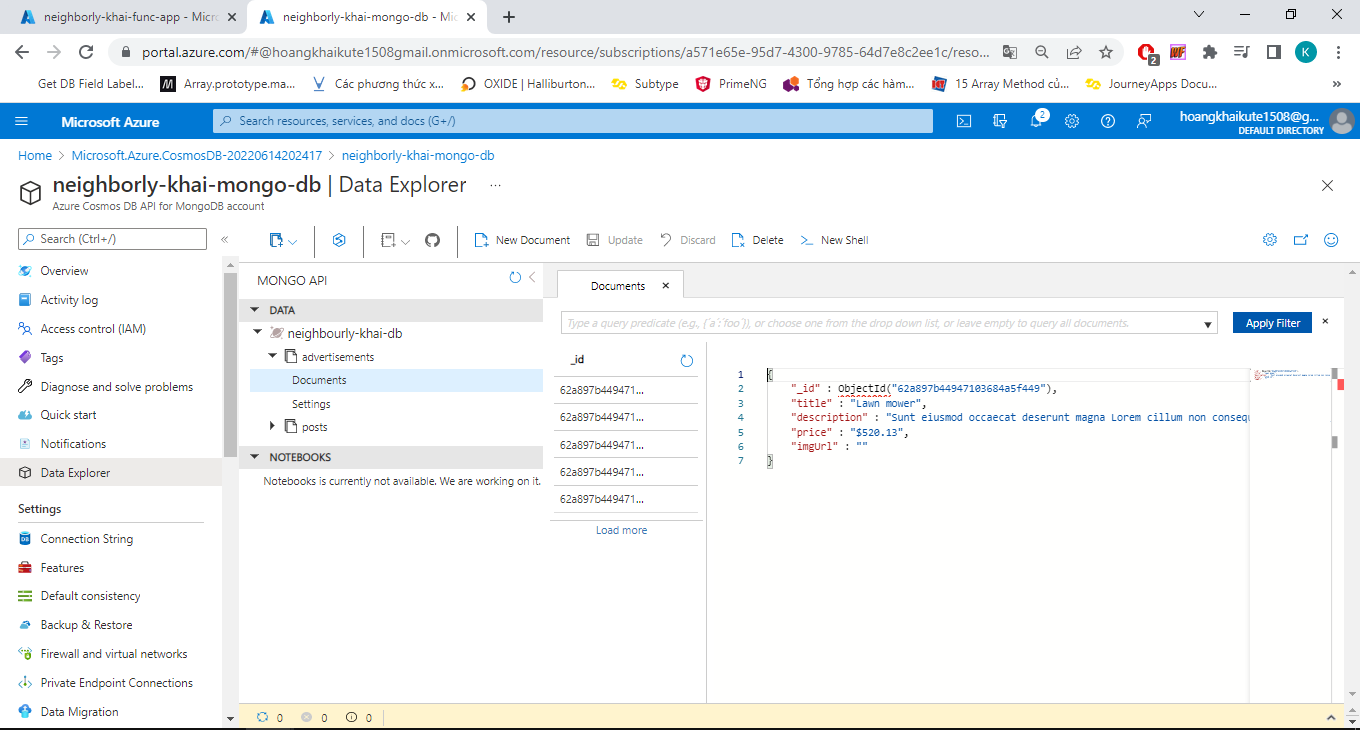 neighborly-khai-func-app - Micro
neighborly-khai-mongo-db - Mic
portal.azure.com/#@hoangkhaikute1508gmail.onmicrosoft.com/resource/subscriptions/a571e65e-95d7-4300-9785-64d7e8c2ee1c/reso...
2
K
Get DB Field Label...
Array.prototype.ma...
Các phương thức x...
OXIDE | Halliburton...
Subtype
PrimeNG
Tổng hợp các hàm...
15 Array Method củ...
JourneyApps Docu...
»
Microsoft Azure
Search resources, services, and docs (G+/)
2
hoangkhaikute1508@g...
DEFAULT DIRECTORY
Home > Microsoft.Azure.CosmosDB-20220614202417 > neighborly-khai-mongo-db
neighborly-khai-mongo-db | Data Explorer ...
Azure Cosmos DB API for MongoDB account
Search (Ctrl+/)
«
New Document
Update
Discard
Delete
New Shell
Overview
Activity log
Access control (IAM)
Tags
Diagnose and solve problems
Quick start
Notifications
Data Explorer
Settings
Connection String
Features
Default consistency
Backup & Restore
Firewall and virtual networks
Private Endpoint Connections
Data Migration
MONGO API
DATA
neighbourly-khai-db
advertisements
Documents
Settings
posts
NOTEBOOKS
Notebooks is currently not available. We are working on it.
Documents
Type a query predicate (e.g., {´a´:´foo´}), or choose one from the drop down list, or leave empty to query all documents.
Apply Filter
_id
62a897b449471...
62a897b449471...
62a897b449471...
62a897b449471...
62a897b449471...
Load more
1 {
2 "_id" : ObjectId("62a897b44947103684a5f449"),
3 "title" : "Lawn mower",
4 "description" : "Sunt eiusmod occaecat deserunt magna Lorem cillum non consequ
5 "price" : "$520.13",
6 "imgUrl" : ""
7 }
0 0 0